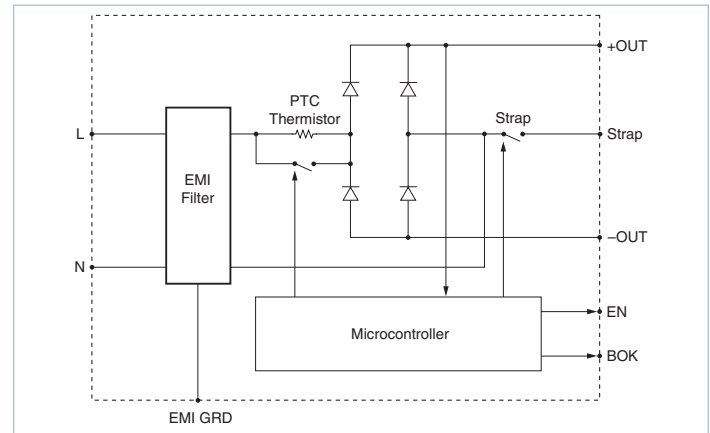 +OUT
PTC
Thermistor
Strap
L
Strap
EMI
Filter
–OUT
N
EN
Microcontroller
BOK
EMI GRD